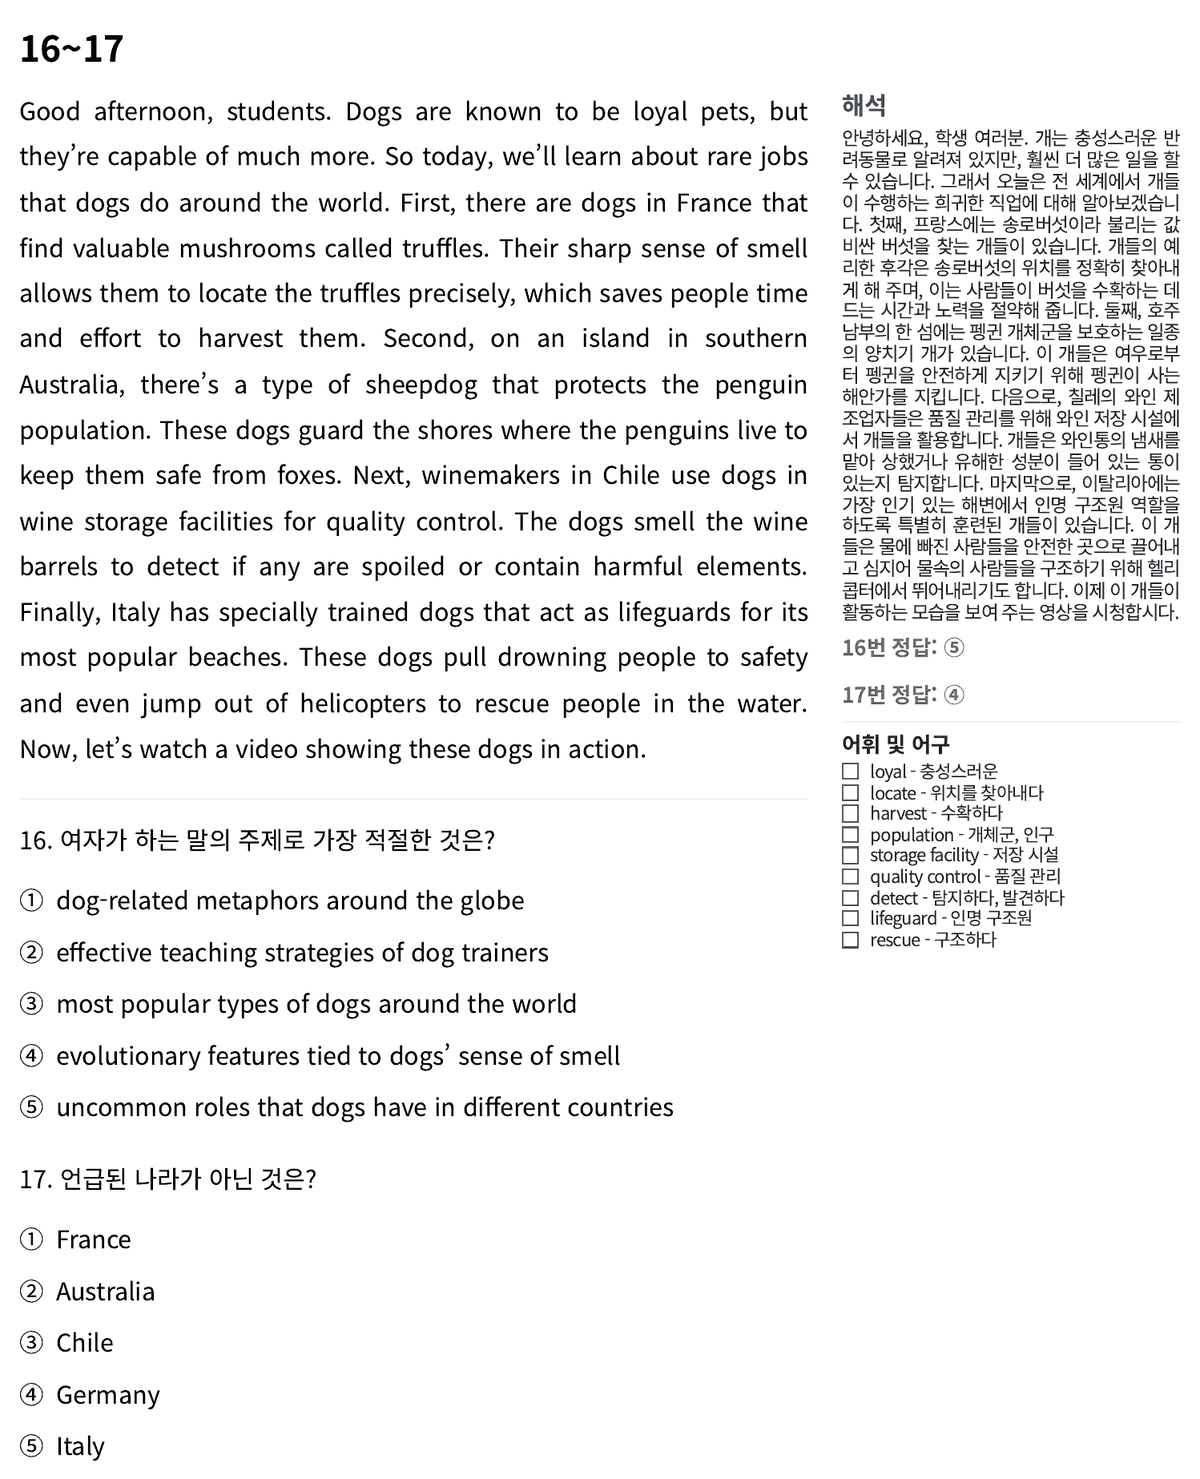 16~17
Good afternoon, students. Dogs are known to be loyal pets, but
they’re capable of much more. So today, we’ll learn about rare jobs
that dogs do around the world. First, there are dogs in France that
find valuable mushrooms called truffles. Their sharp sense of smell
allows them to locate the truffles precisely, which saves people time
and effort to harvest them. Second, on an island in southern
Australia, there’s a type of sheepdog that protects the penguin
population. These dogs guard the shores where the penguins live to
keep them safe from foxes. Next, winemakers in Chile use dogs in
wine storage facilities for quality control. The dogs smell the wine
barrels to detect if any are spoiled or contain harmful elements.
Finally, Italy has specially trained dogs that act as lifeguards for its
most popular beaches. These dogs pull drowning people to safety
and even jump out of helicopters to rescue people in the water.
Now, let’s watch a video showing these dogs in action.
16. 여자가 하는 말의 주제로 가장 적절한 것은?
① dog-related metaphors around the globe
② effective teaching strategies of dog trainers
③ most popular types of dogs around the world
④ evolutionary features tied to dogs’ sense of smell
⑤ uncommon roles that dogs have in different countries
17. 언급된 나라가 아닌 것은?
① France
② Australia
③ Chile
④ Germany
⑤ Italy
해석
안녕하세요, 학생 여러분. 개는 충성스러운 반
려동물로 알려져 있지만, 훨씬 더 많은 일을 할
수 있습니다. 그래서 오늘은 전 세계에서 개들
이 수행하는 희귀한 직업에 대해 알아보겠습니
다. 첫째, 프랑스에는 송로버섯이라 불리는 값
비싼 버섯을 찾는 개들이 있습니다. 개들의 예
리한 후각은 송로버섯의 위치를 정확히 찾아내
게 해 주며, 이는 사람들이 버섯을 수확하는 데
드는 시간과 노력을 절약해 줍니다. 둘째, 호주
남부의 한 섬에는 펭귄 개체군을 보호하는 일종
의 양치기 개가 있습니다. 이 개들은 여우로부
터 펭귄을 안전하게 지키기 위해 펭귄이 사는
해안가를 지킵니다. 다음으로, 칠레의 와인 제
조업자들은 품질 관리를 위해 와인 저장 시설에
서 개들을 활용합니다. 개들은 와인통의 냄새를
맡아 상했거나 유해한 성분이 들어 있는 통이
있는지 탐지합니다. 마지막으로, 이탈리아에는
가장 인기 있는 해변에서 인명 구조원 역할을
하도록 특별히 훈련된 개들이 있습니다. 이 개
들은 물에 빠진 사람들을 안전한 곳으로 끌어내
고 심지어 물속의 사람들을 구조하기 위해 헬리
콥터에서 뛰어내리기도 합니다. 이제 이 개들이
활동하는 모습을 보여 주는 영상을 시청합시다.
16번 정답: ⑤
17번 정답: ④
어휘 및 어구
loyal - 충성스러운
locate - 위치를 찾아내다
harvest - 수확하다
population - 개체군, 인구
storage facility - 저장 시설
quality control - 품질 관리
detect - 탐지하다, 발견하다
lifeguard - 인명 구조원
rescue - 구조하다